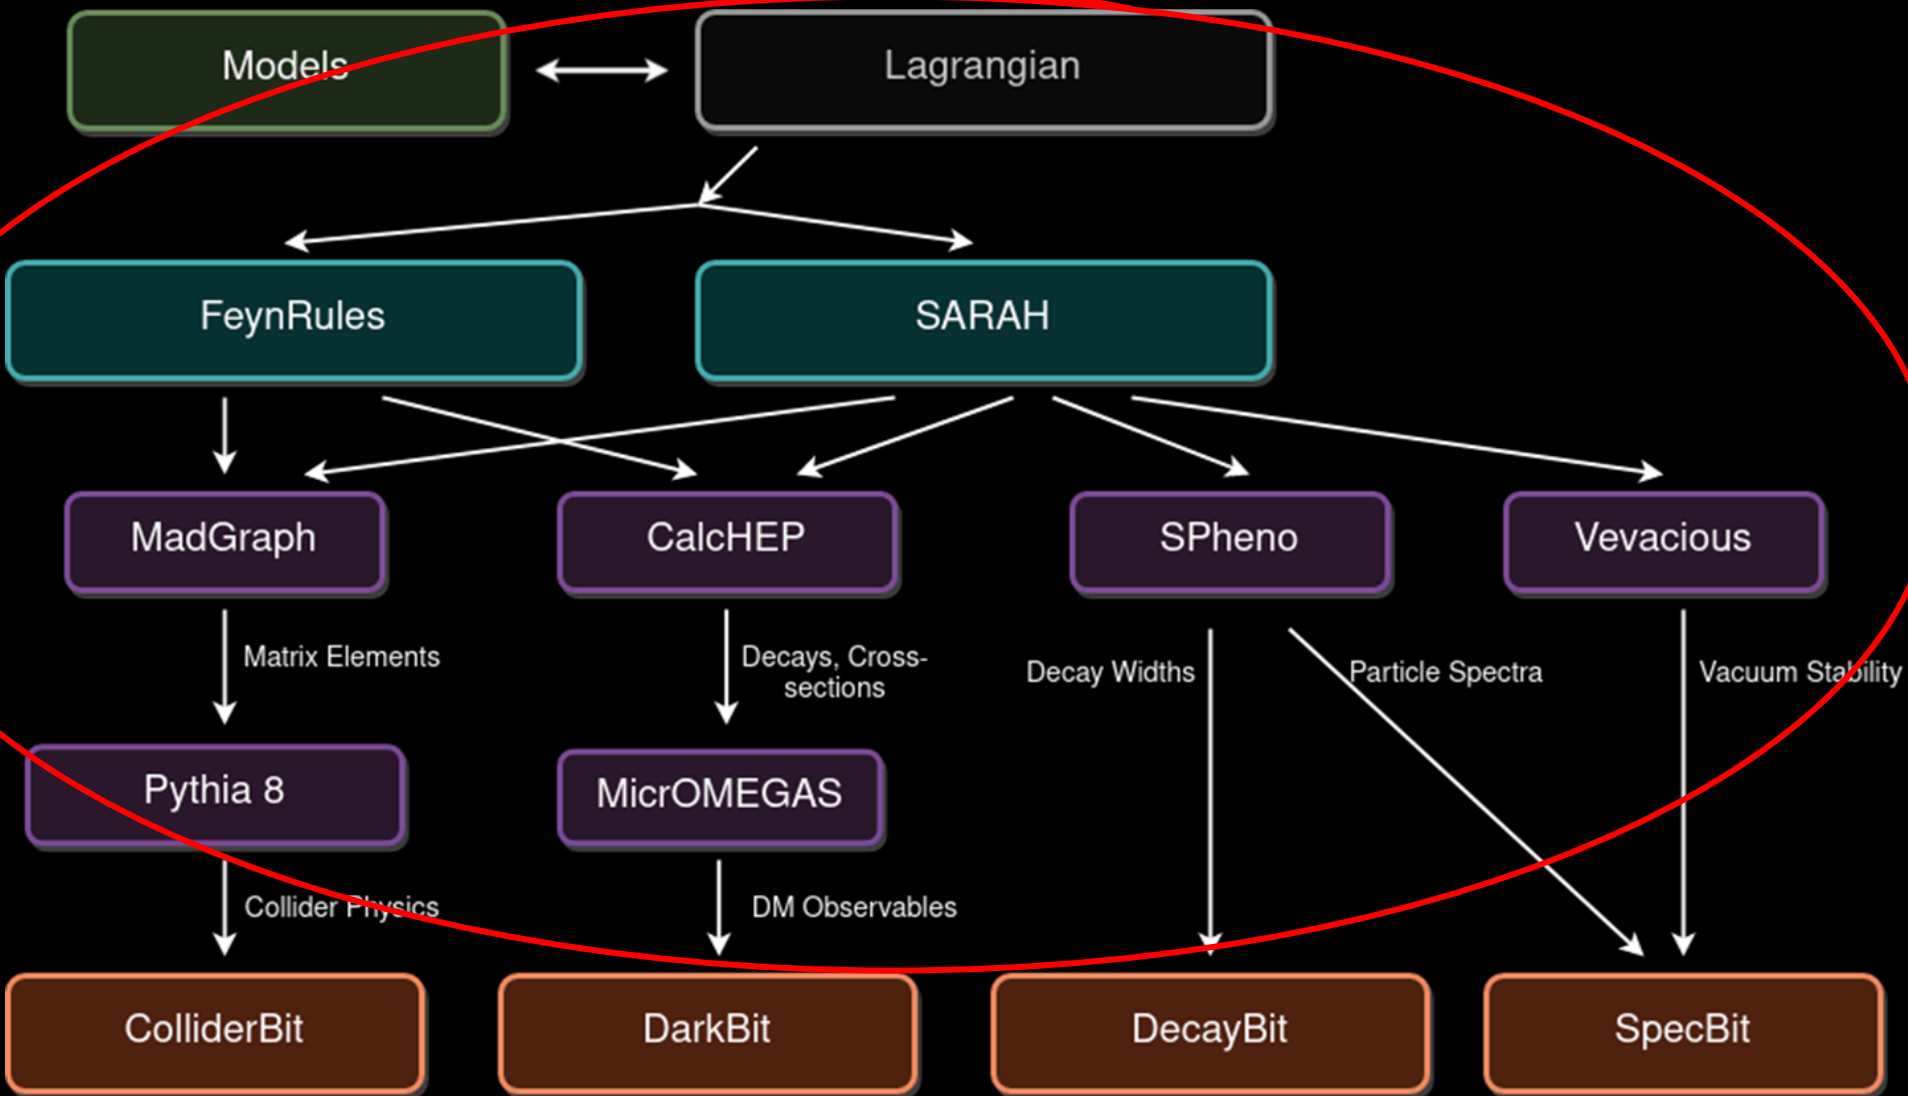 Models
Lagrangian
FeynRules
SARAH
MadGraph
CalcHEP
SPheno
Vevacious
Matrix Elements
Decays, Cross-
sections
Decay Widths
Particle Spectra
Vacuum Stability
Pythia 8
MicrOMEGAS
Collider Physics
DM Observables
ColliderBit
DarkBit
DecayBit
SpecBit